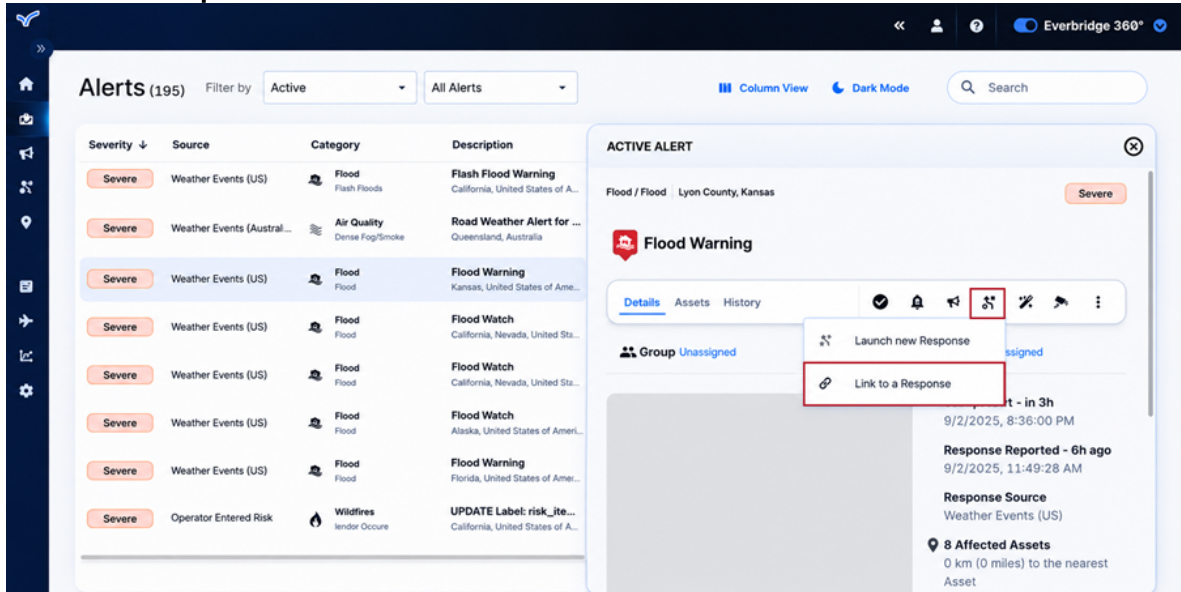 Everbridge 360°
Alerts (195) Filter by Active All Alerts Column View Dark Mode Search
Severity ↓ Source Category Description
Severe Weather Events (US) Flood Flash Flood Warning
Flash Floods California, United States of A...
Severe Weather Events (Austral... Air Quality Road Weather Alert for ...
Dense Fog/Smoke Queensland, Australia
Severe Weather Events (US) Flood Flood Warning
Flood Kansas, United States of Ame...
Severe Weather Events (US) Flood Flood Watch
Flood California, Nevada, United Sta...
Severe Weather Events (US) Flood Flood Watch
Flood California, Nevada, United Sta...
Severe Weather Events (US) Flood Flood Watch
Flood Alaska, United States of Ameri...
Severe Weather Events (US) Flood Flood Warning
Flood Florida, United States of Amer...
Severe Operator Entered Risk Wildfires UPDATE Label: risk_ite...
lendor Occure California, United States of A...
ACTIVE ALERT
Flood / Flood Lyon County, Kansas Severe
Flood Warning
Details Assets History
Launch new Response
Link to a Response
Group Unassigned ssigned
t - in 3h
9/2/2025, 8:36:00 PM
Response Reported - 6h ago
9/2/2025, 11:49:28 AM
Response Source
Weather Events (US)
8 Affected Assets
0 km (0 miles) to the nearest
Asset